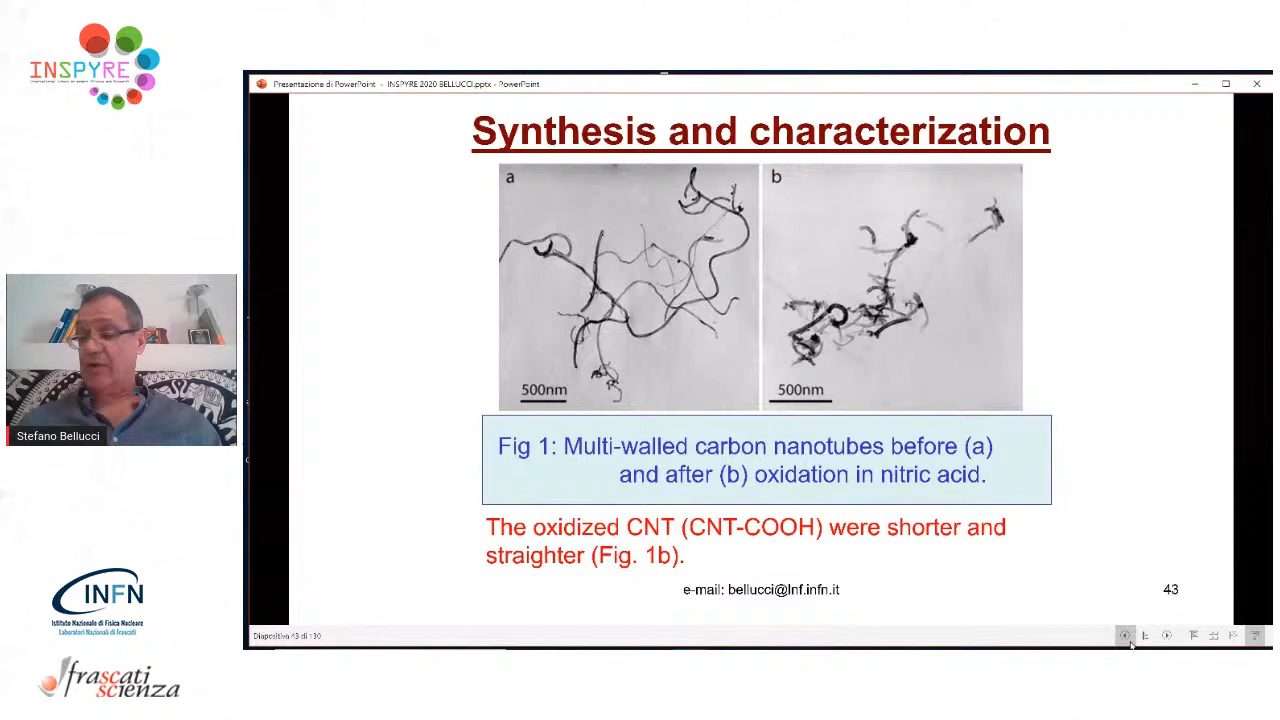 INSPYRE
Presentazione di PowerPoint - INSPYRE 2020 BELLUCCI.pptx - PowerPoint
Synthesis and characterization
a
b
500nm
500nm
Fig 1: Multi-walled carbon nanotubes before (a)
and after (b) oxidation in nitric acid.
The oxidized CNT (CNT-COOH) were shorter and
straighter (Fig. 1b).
e-mail: bellucci@lnf.infn.it
43
Diapositiva 43 di 130
Stefano Bellucci
INFN
Istituto Nazionale di Fisica Nucleare
Laboratori Nazionali di Frascati
frascati
scienza